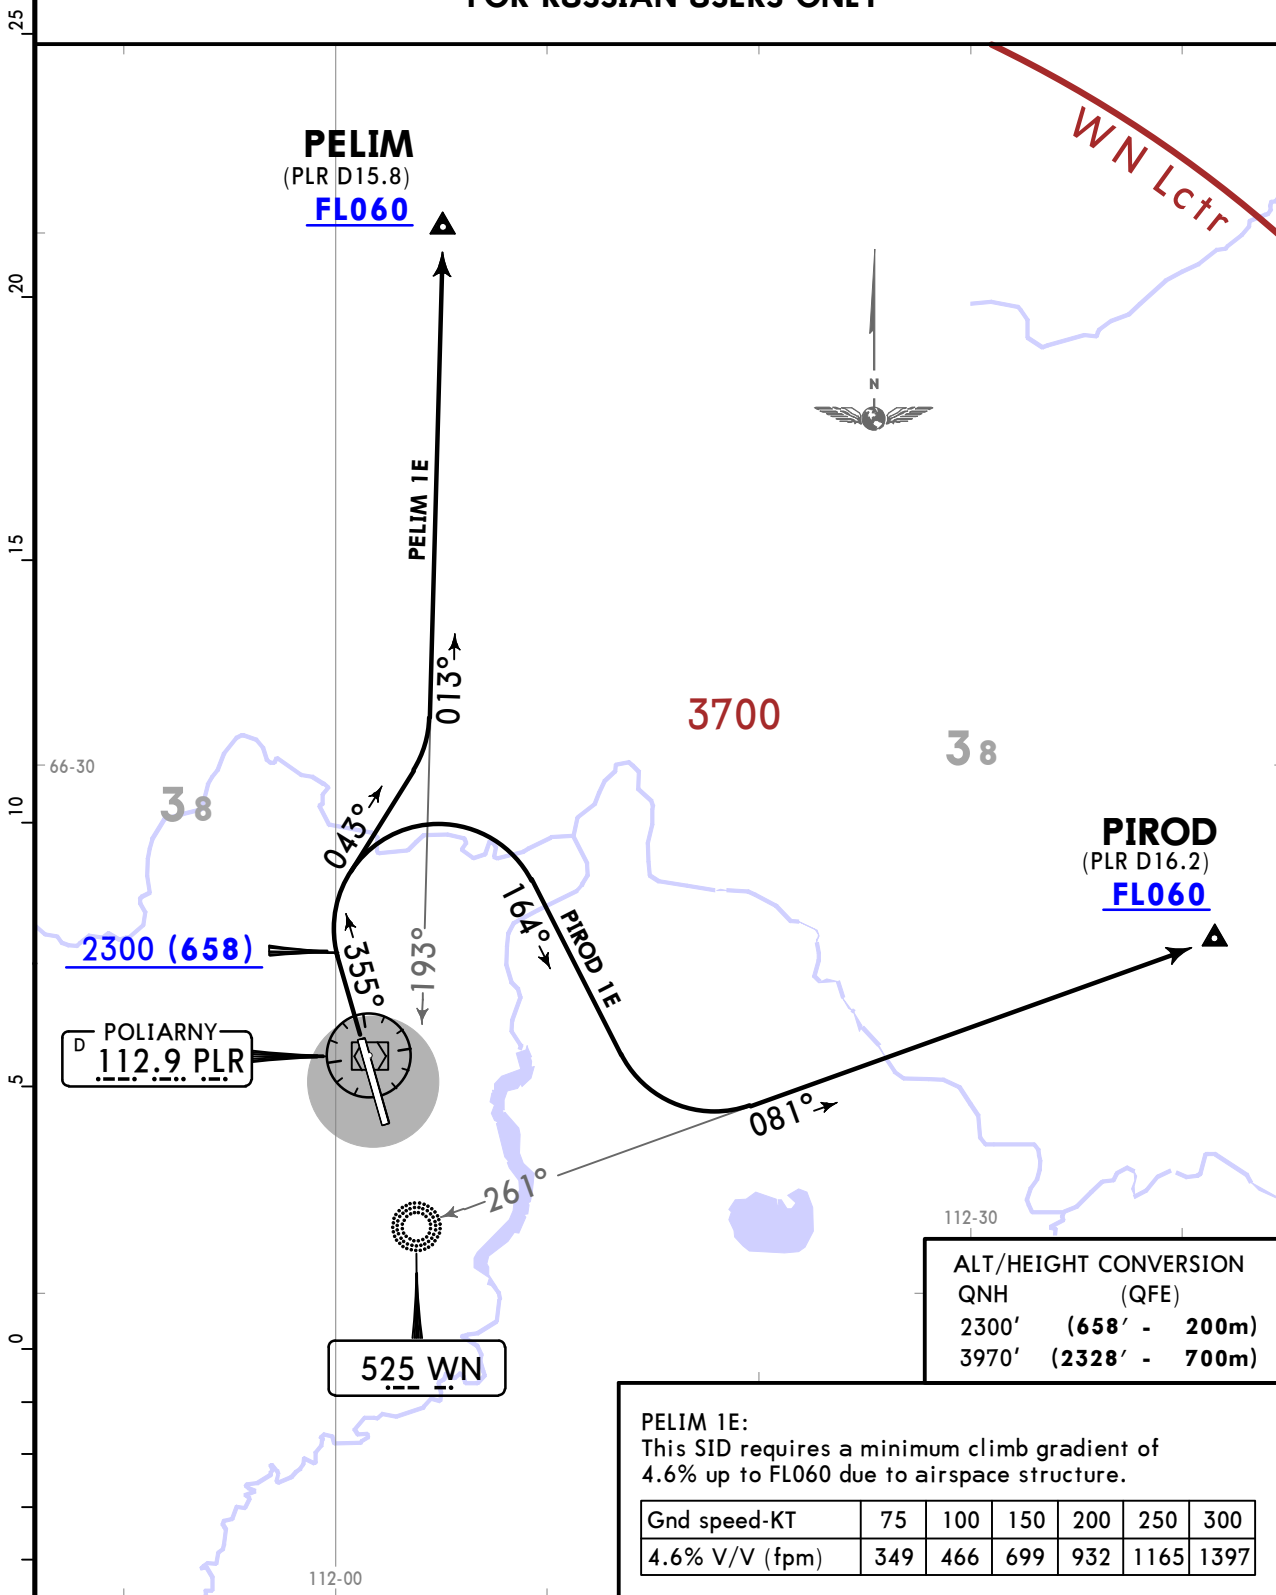 FOR RUSSIAN USERS ONLY
25
WN Lctr
PELIM
(PLR D15.8)
FL060
20
N
PELIM 1E
15
013°
3700
38
66-30
38
10
043°
PIROD
(PLR D16.2)
FL060
164°
PIROD 1E
2300 (658)
355°
193°
POLIARNY
D 112.9 PLR
5
081°
261°
112-30
ALT/HEIGHT CONVERSION
QNH (QFE)
2300' (658' - 200m)
3970' (2328' - 700m)
0
525 WN
PELIM 1E:
This SID requires a minimum climb gradient of
4.6% up to FL060 due to airspace structure.
Gnd speed-KT 75 100 150 200 250 300
4.6% V/V (fpm) 349 466 699 932 1165 1397
112-00